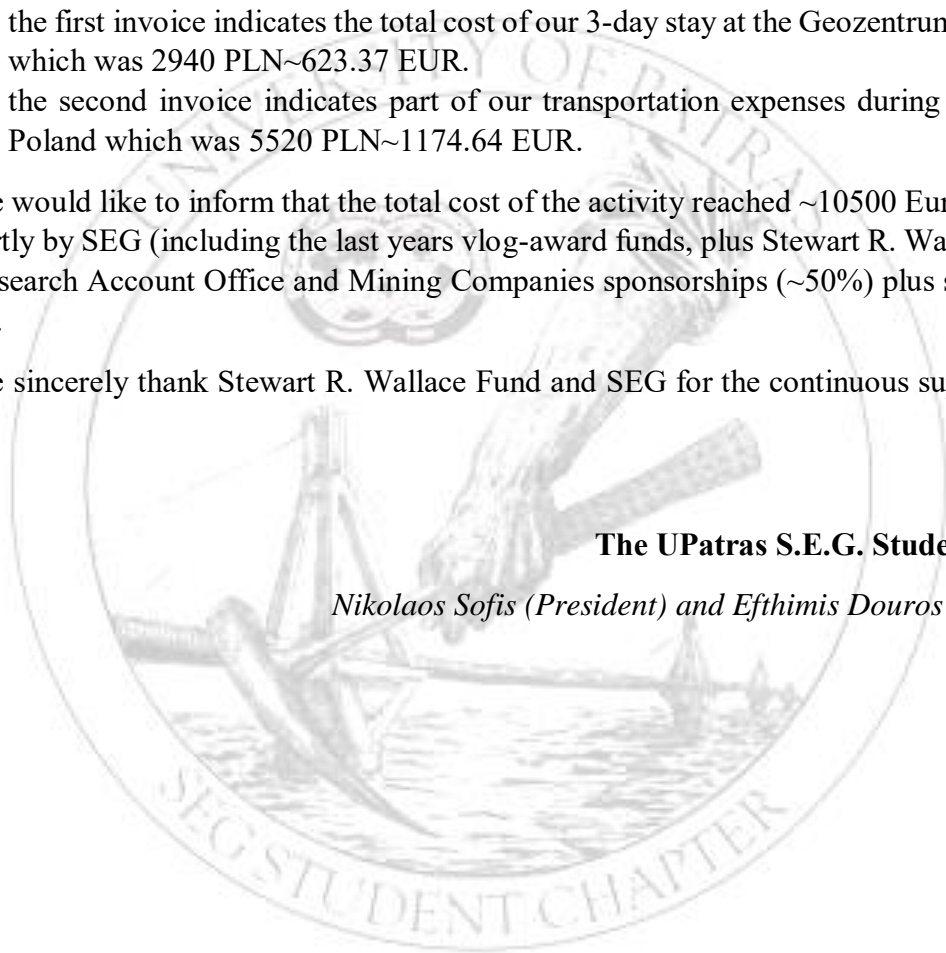 the first invoice indicates the total cost of our 3-day stay at the Geozentrum
which was 2940 PLN~623.37 EUR.
the second invoice indicates part of our transportation expenses during
Poland which was 5520 PLN~1174.64 EUR.
e would like to inform that the total cost of the activity reached ~10500 Eur
rtly by SEG (including the last years vlog-award funds, plus Stewart R. Wa
search Account Office and Mining Companies sponsorships (~50%) plus s
.
e sincerely thank Stewart R. Wallace Fund and SEG for the continuous su
The UPatras S.E.G. Stude
Nikolaos Sofis (President) and Efthimis Douros
UNIVERSITY OF PATRAS
SEG STUDENT CHAPTER